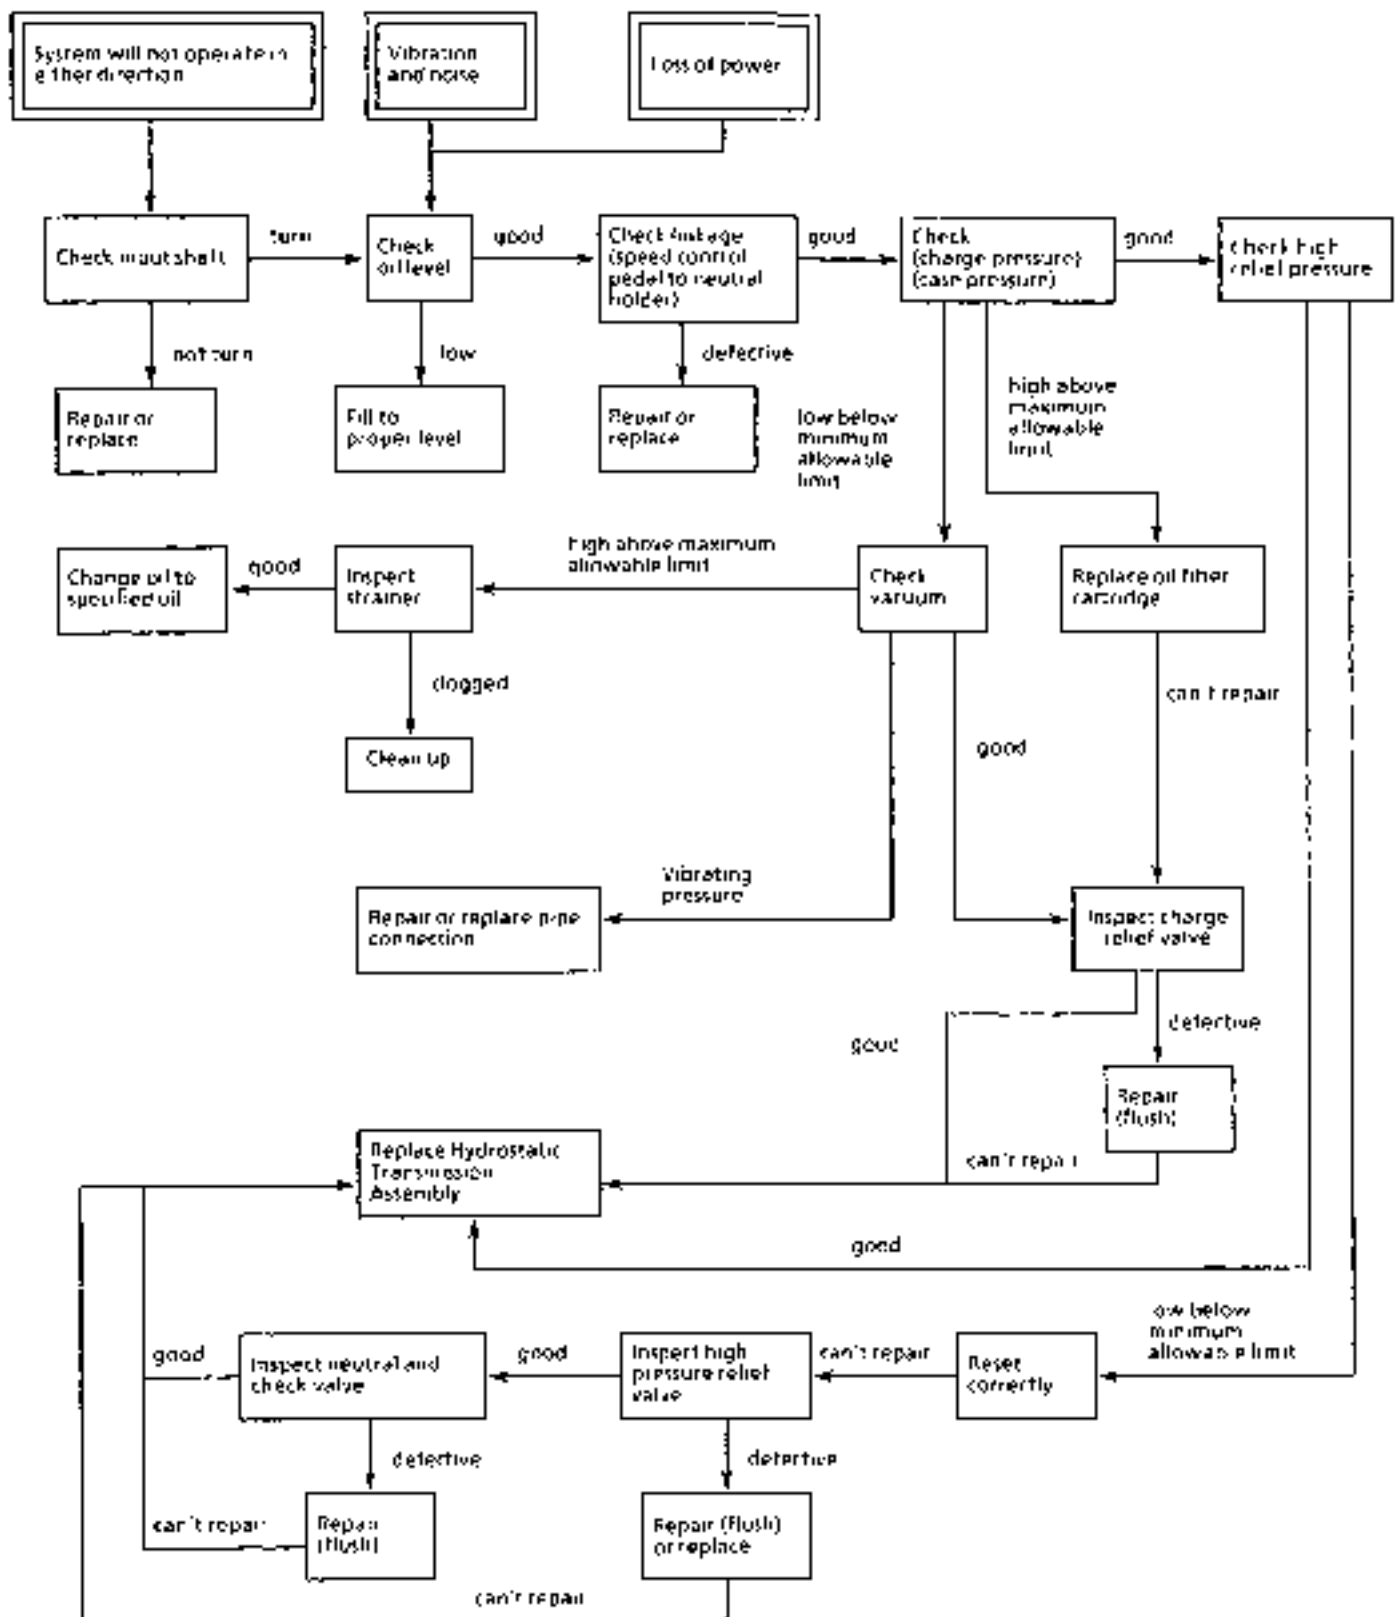 System will not operate in
either direction
Vibration
and noise
Loss of power
Check input shaft
turn
Check
oil level
good
Check linkage
(speed control
pedal to neutral
holder)
good
Check
(charge pressure)
(case pressure)
good
Check high
relief pressure
not turn
low
defective
Repair or
replace
Fill to
proper level
Repair or
replace
low below
minimum
allowable
limit
high above
maximum
allowable
limit
Change oil to
specified oil
good
Inspect
strainer
high above maximum
allowable limit
Check
vacuum
Replace oil filter
cartridge
clogged
can't repair
Clean up
good
Vibrating
pressure
Repair or replace pipe
connection
Inspect charge
relief valve
good
defective
Repair
(flush)
Replace Hydrostatic
Transmission
Assembly
can't repair
good
low below
minimum
allowable limit
good
Inspect neutral and
check valve
good
Inspect high
pressure relief
valve
can't repair
Reset
correctly
defective
defective
can't repair
Repair
(flush)
Repair (flush)
or replace
can't repair